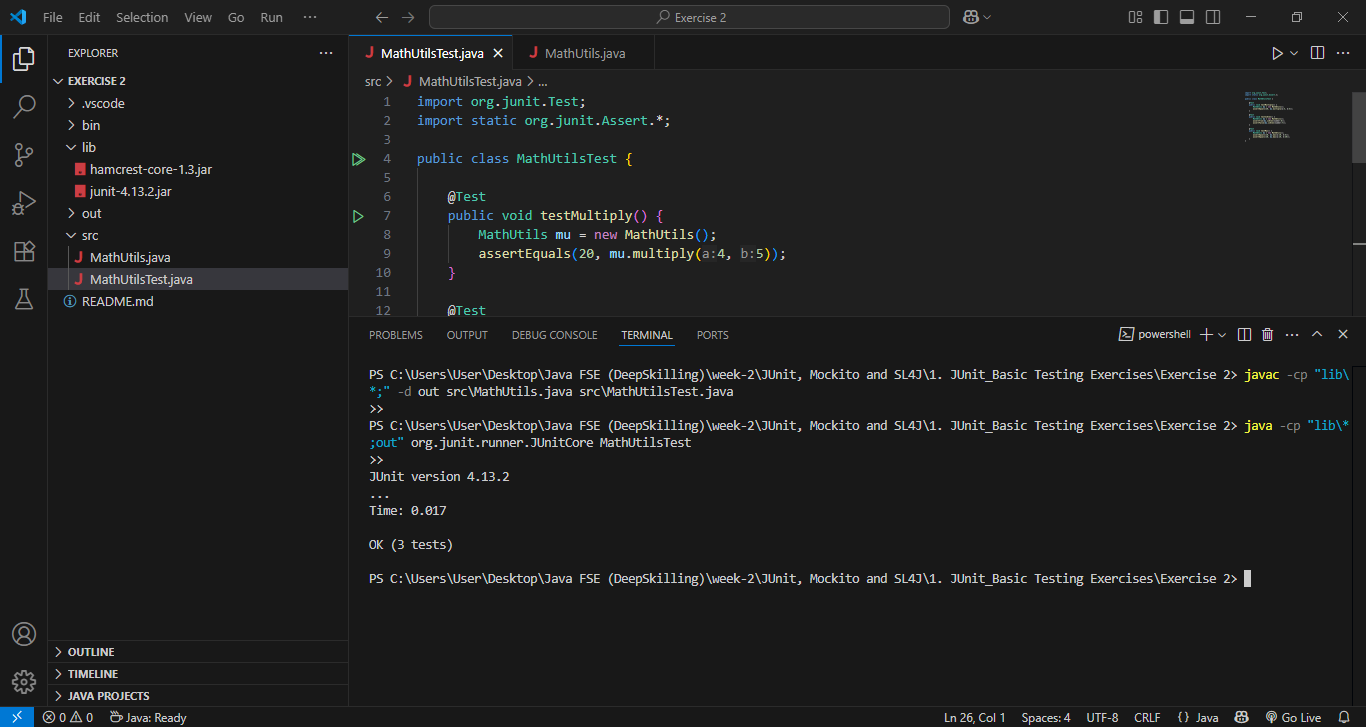 File Edit Selection View Go Run ···
Exercise 2
EXPLORER
EXERCISE 2
.vscode
bin
lib
hamcrest-core-1.3.jar
junit-4.13.2.jar
out
src
MathUtils.java
MathUtilsTest.java
README.md
OUTLINE
TIMELINE
JAVA PROJECTS
MathUtilsTest.java
MathUtils.java
src > MathUtilsTest.java > ...
1 import org.junit.Test;
2 import static org.junit.Assert.*;
3
4 public class MathUtilsTest {
5
6 @Test
7 public void testMultiply() {
8 MathUtils mu = new MathUtils();
9 assertEquals(20, mu.multiply(a:4, b:5));
10 }
11
12 @Test
PROBLEMS OUTPUT DEBUG CONSOLE TERMINAL PORTS
powershell
PS C:\Users\User\Desktop\Java FSE (DeepSkilling)\week-2\JUnit, Mockito and SL4J\1. JUnit_Basic Testing Exercises\Exercise 2> javac -cp "lib\
*;" -d out src\MathUtils.java src\MathUtilsTest.java
>>
PS C:\Users\User\Desktop\Java FSE (DeepSkilling)\week-2\JUnit, Mockito and SL4J\1. JUnit_Basic Testing Exercises\Exercise 2> java -cp "lib\*
;out" org.junit.runner.JUnitCore MathUtilsTest
>>
JUnit version 4.13.2
...
Time: 0.017
OK (3 tests)
PS C:\Users\User\Desktop\Java FSE (DeepSkilling)\week-2\JUnit, Mockito and SL4J\1. JUnit_Basic Testing Exercises\Exercise 2>
0 0 Java: Ready
Ln 26, Col 1 Spaces: 4 UTF-8 CRLF {} Java Go Live